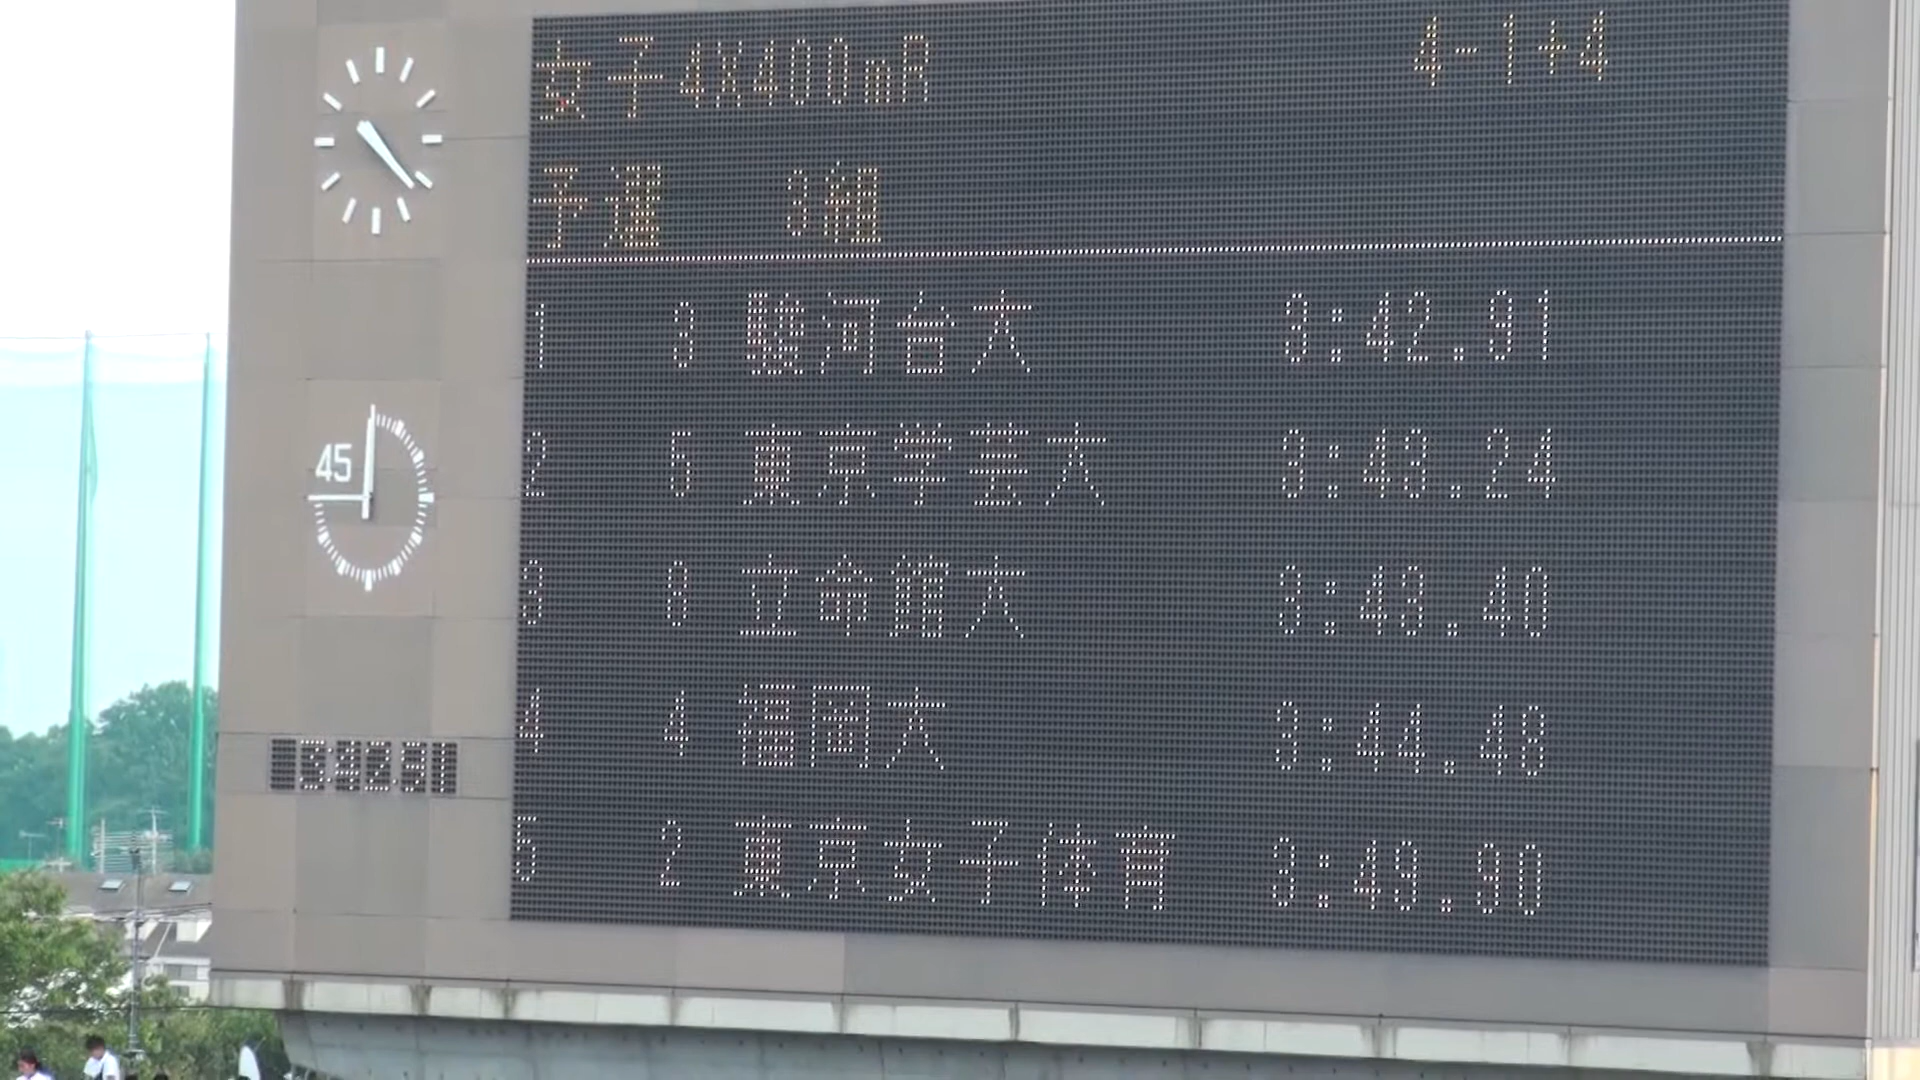 女子4X400mR 4-1+4
予選 3組
1 3 駿河台大 3:42.91
2 5 東京学芸大 3:43.24
3 8 立命館大 3:43.40
4 4 福岡大 3:44.48
5 2 東京女子体育 3:49.90
45
3:42.91